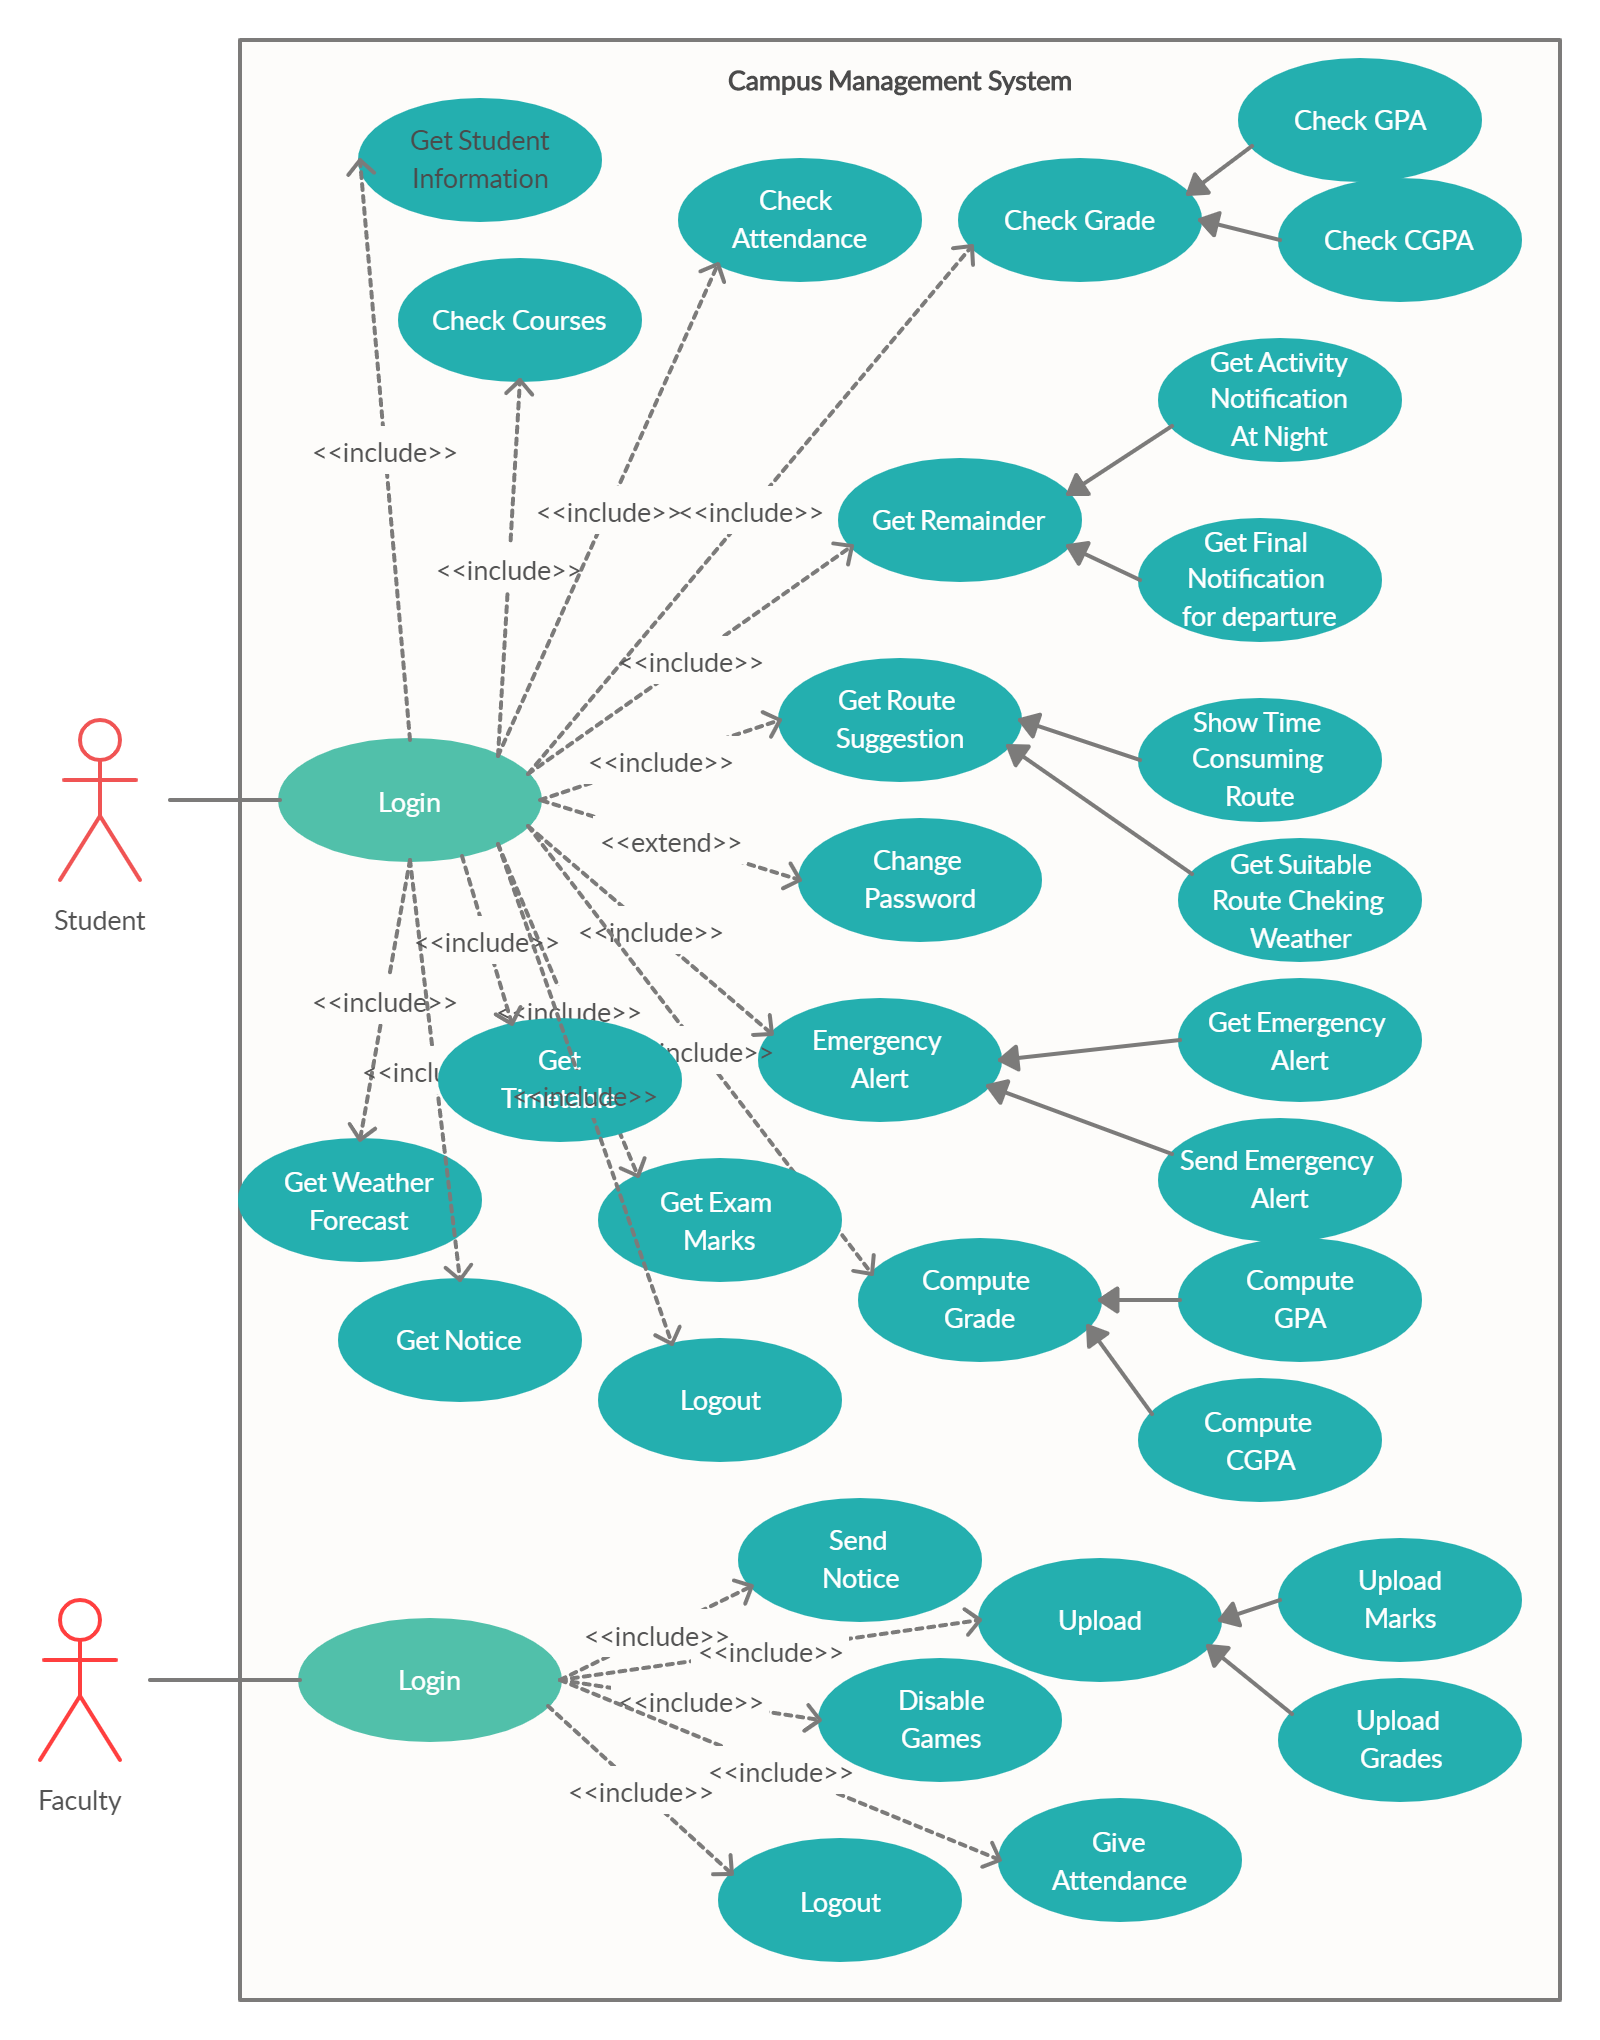 Campus Management System
Get Student
Information
Check
Attendance
Check Grade
Check GPA
Check CGPA
Check Courses
<<include>>
<<include>>
<<include>>
<<include>>
Get Remainder
Get Activity
Notification
At Night
Get Final
Notification
for departure
<<include>>
Get Route
Suggestion
Show Time
Consuming
Route
<<include>>
Login
Student
<<extend>>
Change
Password
Get Suitable
Route Cheking
Weather
<<include>>
<<include>>
<<include>>
<<include>>
Emergency
Alert
Get Emergency
Alert
include>>
<<inclu
Get
Timetable
<<include>>
Send Emergency
Alert
Get Weather
Forecast
Get Exam
Marks
Compute
Grade
Compute
GPA
Get Notice
Logout
Compute
CGPA
Send
Notice
Upload
Upload
Marks
<<include>>
<<include>>
Login
Faculty
<<include>>
Disable
Games
Upload
Grades
<<include>>
<<include>>
Give
Attendance
Logout